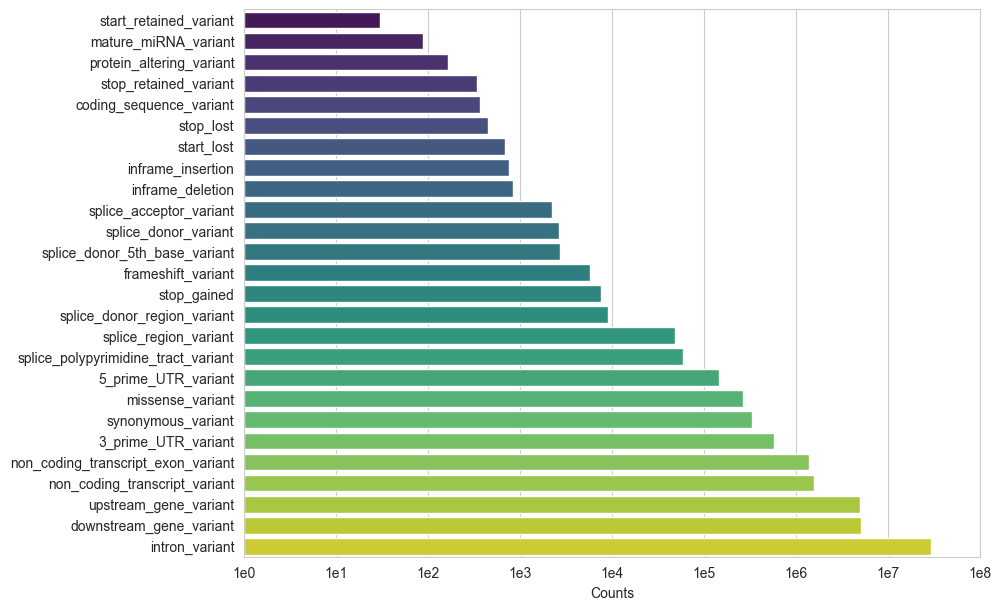 start_retained_variant
mature_miRNA_variant
protein_altering_variant
stop_retained_variant
coding_sequence_variant
stop_lost
start_lost
inframe_insertion
inframe_deletion
splice_acceptor_variant
splice_donor_variant
splice_donor_5th_base_variant
frameshift_variant
stop_gained
splice_donor_region_variant
splice_region_variant
splice_polypyrimidine_tract_variant
5_prime_UTR_variant
missense_variant
synonymous_variant
3_prime_UTR_variant
non_coding_transcript_exon_variant
non_coding_transcript_variant
upstream_gene_variant
downstream_gene_variant
intron_variant
1e0 1e1 1e2 1e3 1e4 1e5 1e6 1e7 1e8
Counts